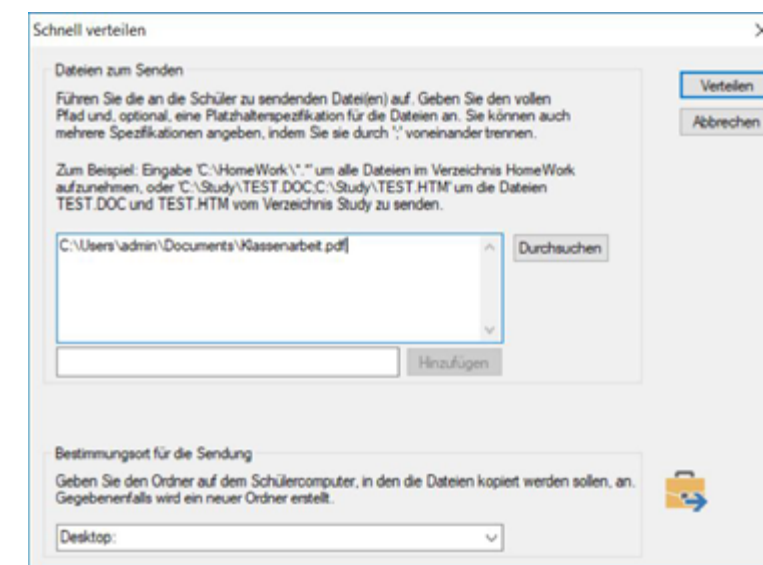 Schnell verteilen
Dateien zum Senden
Führen Sie die an die Schüler zu sendenden Datei(en) auf. Geben Sie den vollen
Pfad und, optional, eine Platzhalterspezifikation für die Dateien an. Sie können auch
mehrere Spezifikationen angeben, indem Sie sie durch ';' voneinander trennen.
Zum Beispiel: Eingabe 'C:\HomeWork\*.*' um alle Dateien im Verzeichnis HomeWork
aufzunehmen, oder 'C:\Study\TEST.DOC;C:\Study\TEST.HTM' um die Dateien
TEST.DOC und TEST.HTM vom Verzeichnis Study zu senden.
C:\Users\admin\Documents\Klassenarbeit.pdf
Durchsuchen
Hinzufügen
Verteilen
Abbrechen
Bestimmungsort für die Sendung
Geben Sie den Ordner auf dem Schülercomputer, in den die Dateien kopiert werden sollen, an.
Gegebenenfalls wird ein neuer Ordner erstellt.
Desktop: